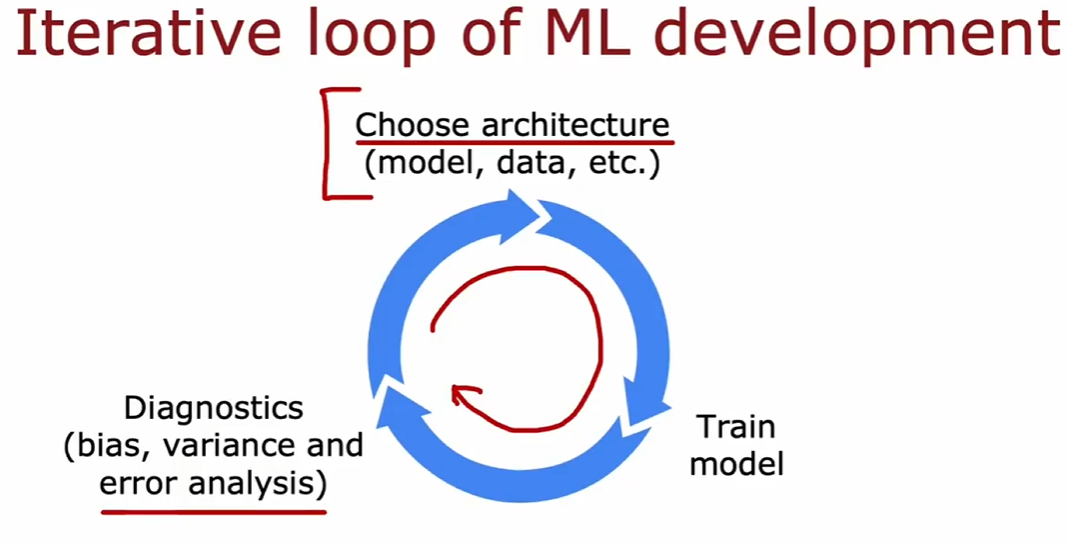 Iterative loop of ML development
Choose architecture
(model, data, etc.)
Train
model
Diagnostics
(bias, variance and
error analysis)